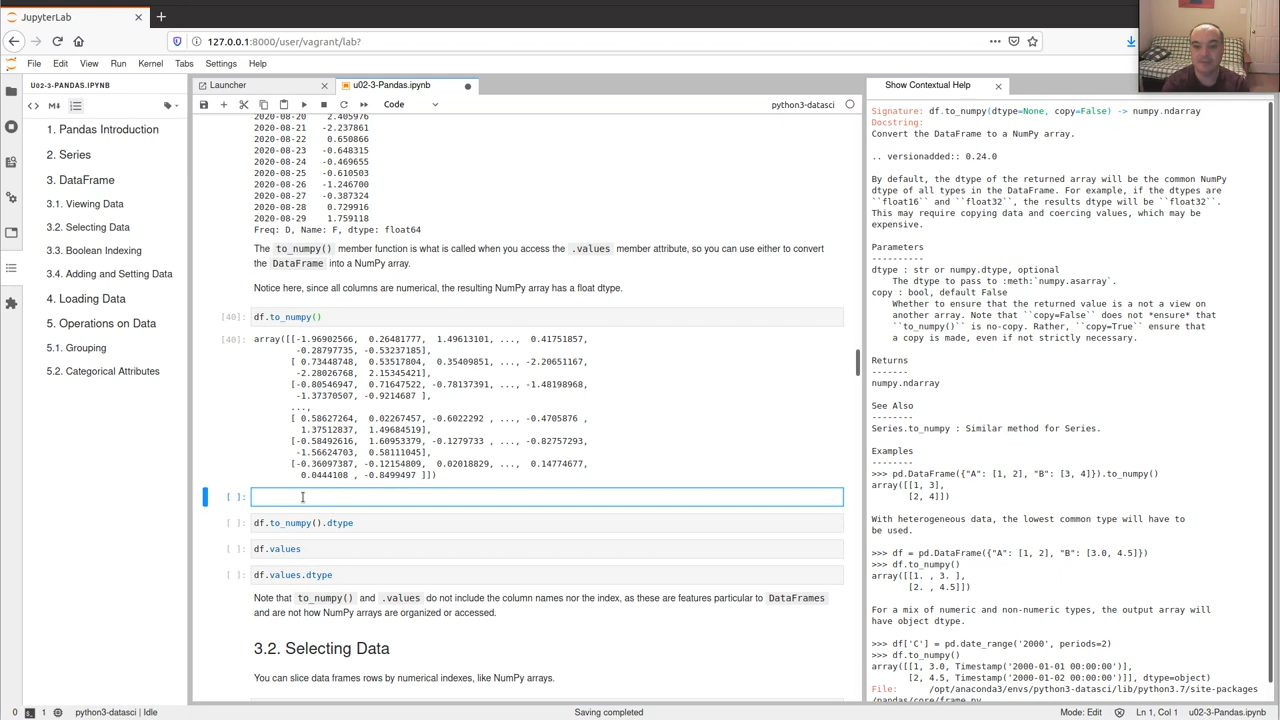 JupyterLab
127.0.0.1:8000/user/vagrant/lab?
File Edit View Run Kernel Tabs Settings Help
U02-3-PANDAS.IPYNB
1. Pandas Introduction
2. Series
3. DataFrame
3.1. Viewing Data
3.2. Selecting Data
3.3. Boolean Indexing
3.4. Adding and Setting Data
4. Loading Data
5. Operations on Data
5.1. Grouping
5.2. Categorical Attributes
Launcher
u02-3-Pandas.ipynb
Code
python3-datasci
2020-08-20 2.405976
2020-08-21 -2.237861
2020-08-22 0.650866
2020-08-23 -0.648315
2020-08-24 -0.469655
2020-08-25 -0.610503
2020-08-26 -1.246700
2020-08-27 -0.387324
2020-08-28 0.729916
2020-08-29 1.759118
Freq: D, Name: F, dtype: float64
The to_numpy() member function is what is called when you access the .values member attribute, so you can use either to convert
the DataFrame into a NumPy array.
Notice here, since all columns are numerical, the resulting NumPy array has a float dtype.
[40]: df.to_numpy()
[40]: array([[-1.96902566, 0.26481777, 1.49613101, ..., 0.41751857,
-0.28797735, -0.53237185],
[ 0.73448748, 0.53517804, 0.35409851, ..., -2.20651167,
-2.28026768, 2.15345421],
[-0.80546947, 0.71647522, -0.78137391, ..., -1.48198968,
-1.37370507, -0.9214687 ],
...,
[ 0.58627264, 0.02267457, -0.6022292 , ..., -0.4705876 ,
1.37512837, 1.49684519],
[-0.58492616, 1.60953379, -0.1279733 , ..., -0.82757293,
-1.56624703, 0.58111045],
[-0.36097387, -0.12154809, 0.02018829, ..., 0.14774677,
0.0444108 , -0.8499497 ]])
[ ]:
[ ]: df.to_numpy().dtype
[ ]: df.values
[ ]: df.values.dtype
Note that to_numpy() and .values do not include the column names nor the index, as these are features particular to DataFrames
and are not how NumPy arrays are organized or accessed.
3.2. Selecting Data
You can slice data frames rows by numerical indexes, like NumPy arrays.
Show Contextual Help
Signature: df.to_numpy(dtype=None, copy=False) -> numpy.ndarray
Docstring:
Convert the DataFrame to a NumPy array.
.. versionadded:: 0.24.0
By default, the dtype of the returned array will be the common NumPy
dtype of all types in the DataFrame. For example, if the dtypes are
``float16`` and ``float32``, the results dtype will be ``float32``.
This may require copying data and coercing values, which may be
expensive.
Parameters
----------
dtype : str or numpy.dtype, optional
The dtype to pass to :meth:`numpy.asarray`.
copy : bool, default False
Whether to ensure that the returned value is a not a view on
another array. Note that ``copy=False`` does not *ensure* that
``to_numpy()`` is no-copy. Rather, ``copy=True`` ensure that
a copy is made, even if not strictly necessary.
Returns
-------
numpy.ndarray
See Also
--------
Series.to_numpy : Similar method for Series.
Examples
--------
>>> pd.DataFrame({"A": [1, 2], "B": [3, 4]}).to_numpy()
array([[1, 3],
[2, 4]])
With heterogeneous data, the lowest common type will have to
be used.
>>> df = pd.DataFrame({"A": [1, 2], "B": [3.0, 4.5]})
>>> df.to_numpy()
array([[1. , 3. ],
[2. , 4.5]])
For a mix of numeric and non-numeric types, the output array will
have object dtype.
>>> df['C'] = pd.date_range('2000', periods=2)
>>> df.to_numpy()
array([[1, 3.0, Timestamp('2000-01-01 00:00:00')],
[2, 4.5, Timestamp('2000-01-02 00:00:00')]], dtype=object)
File: /opt/anaconda3/envs/python3-datasci/lib/python3.7/site-packages
/pandas/core/frame.py
0 1 python3-datasci | Idle
Saving completed
Mode: Edit Ln 1, Col 1 u02-3-Pandas.ipynb